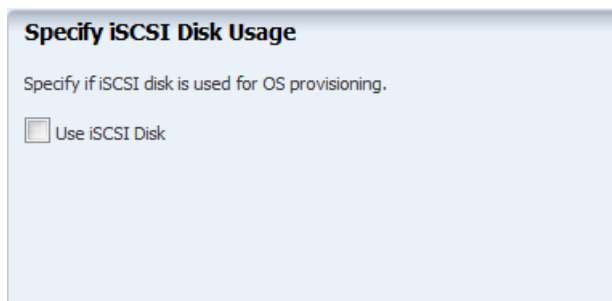 Specify iSCSI Disk Usage
Specify if iSCSI disk is used for OS provisioning.
Use iSCSI Disk